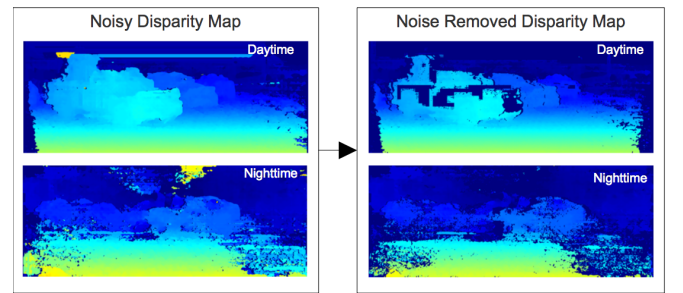 Noisy Disparity Map
Daytime
Nighttime
Noise Removed Disparity Map
Daytime
Nighttime